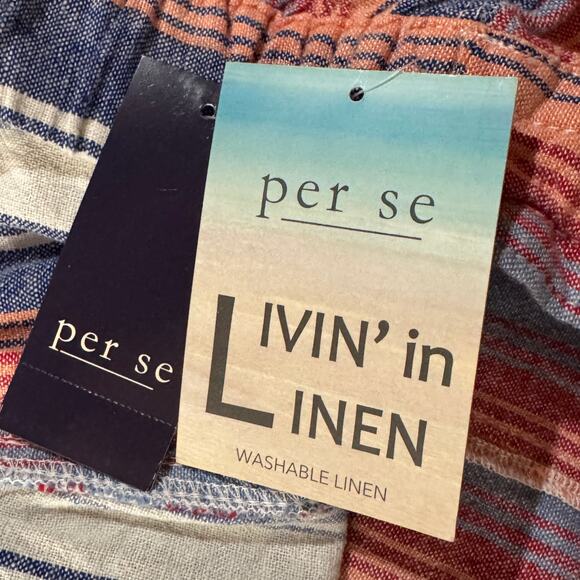 per se
per se
LIVIN' in
LINEN
WASHABLE LINEN